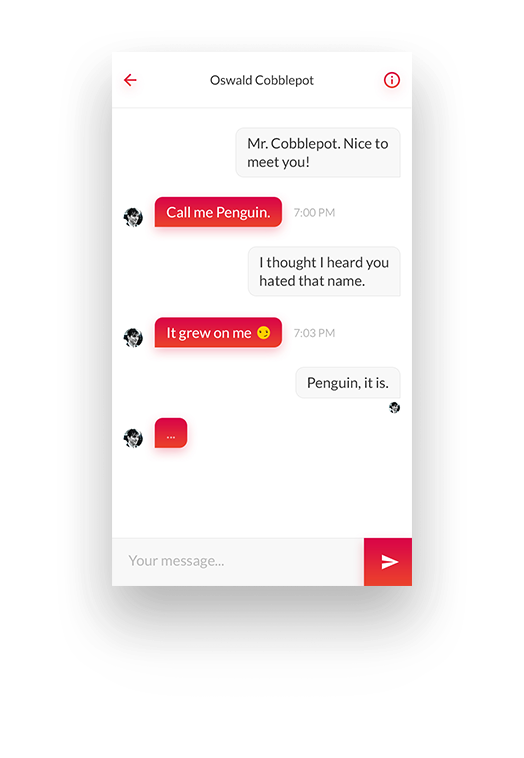 Oswald Cobblepot
Mr. Cobblepot. Nice to
meet you!
Call me Penguin.
7:00 PM
I thought I heard you
hated that name.
It grew on me 😏
7:03 PM
Penguin, it is.
...
Your message...